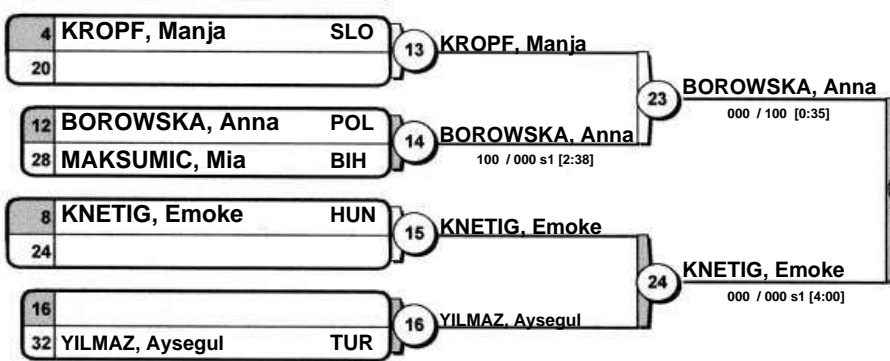 4 KROPF, Manja SLO
20
13 KROPF, Manja
12 BOROWSKA, Anna POL
28 MAKSUMIC, Mia BIH
14 BOROWSKA, Anna
100 / 000 s1 [2:38]
23 BOROWSKA, Anna
000 / 100 [0:35]
8 KNETIG, Emoke HUN
24
15 KNETIG, Emoke
16
32 YILMAZ, Aysegul TUR
16 YILMAZ, Aysegul
24 KNETIG, Emoke
000 / 000 s1 [4:00]